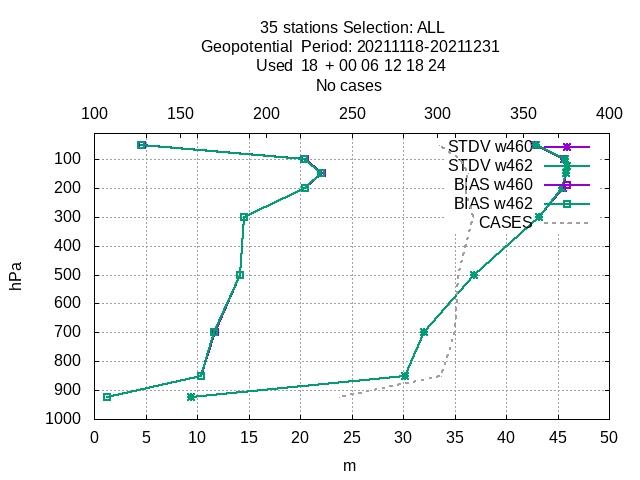 35 stations Selection: ALL
Geopotential  Period: 20211118-20211231
Used  18  + 00 06 12 18 24
No cases
100 150 200 250 300 350 400
STDV w460
STDV w462
BIAS w460
BIAS w462
CASES
100
200
300
400
500
600
700
800
900
1000
hPa
0 5 10 15 20 25 30 35 40 45 50
m